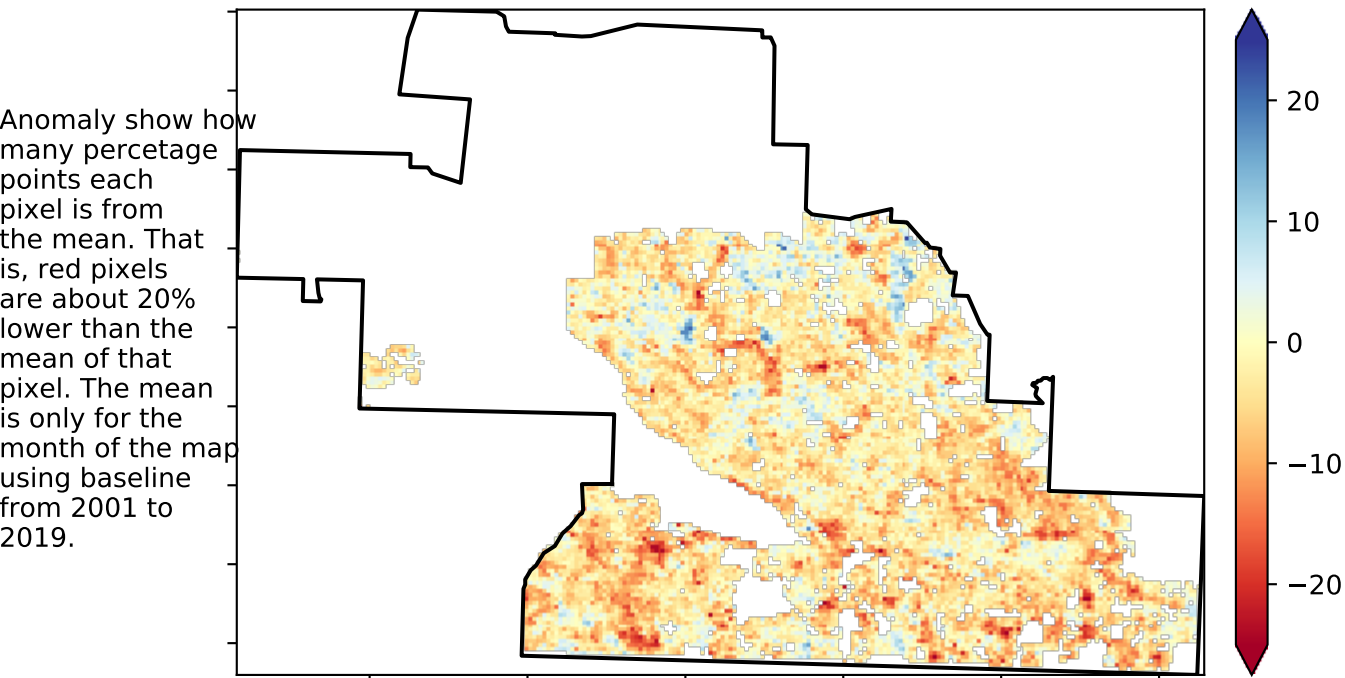 Anomaly show how
many percetage
points each
pixel is from
the mean. That
is, red pixels
are about 20%
lower than the
mean of that
pixel. The mean
is only for the
month of the map
using baseline
from 2001 to
2019.
20
10
0
−10
−20